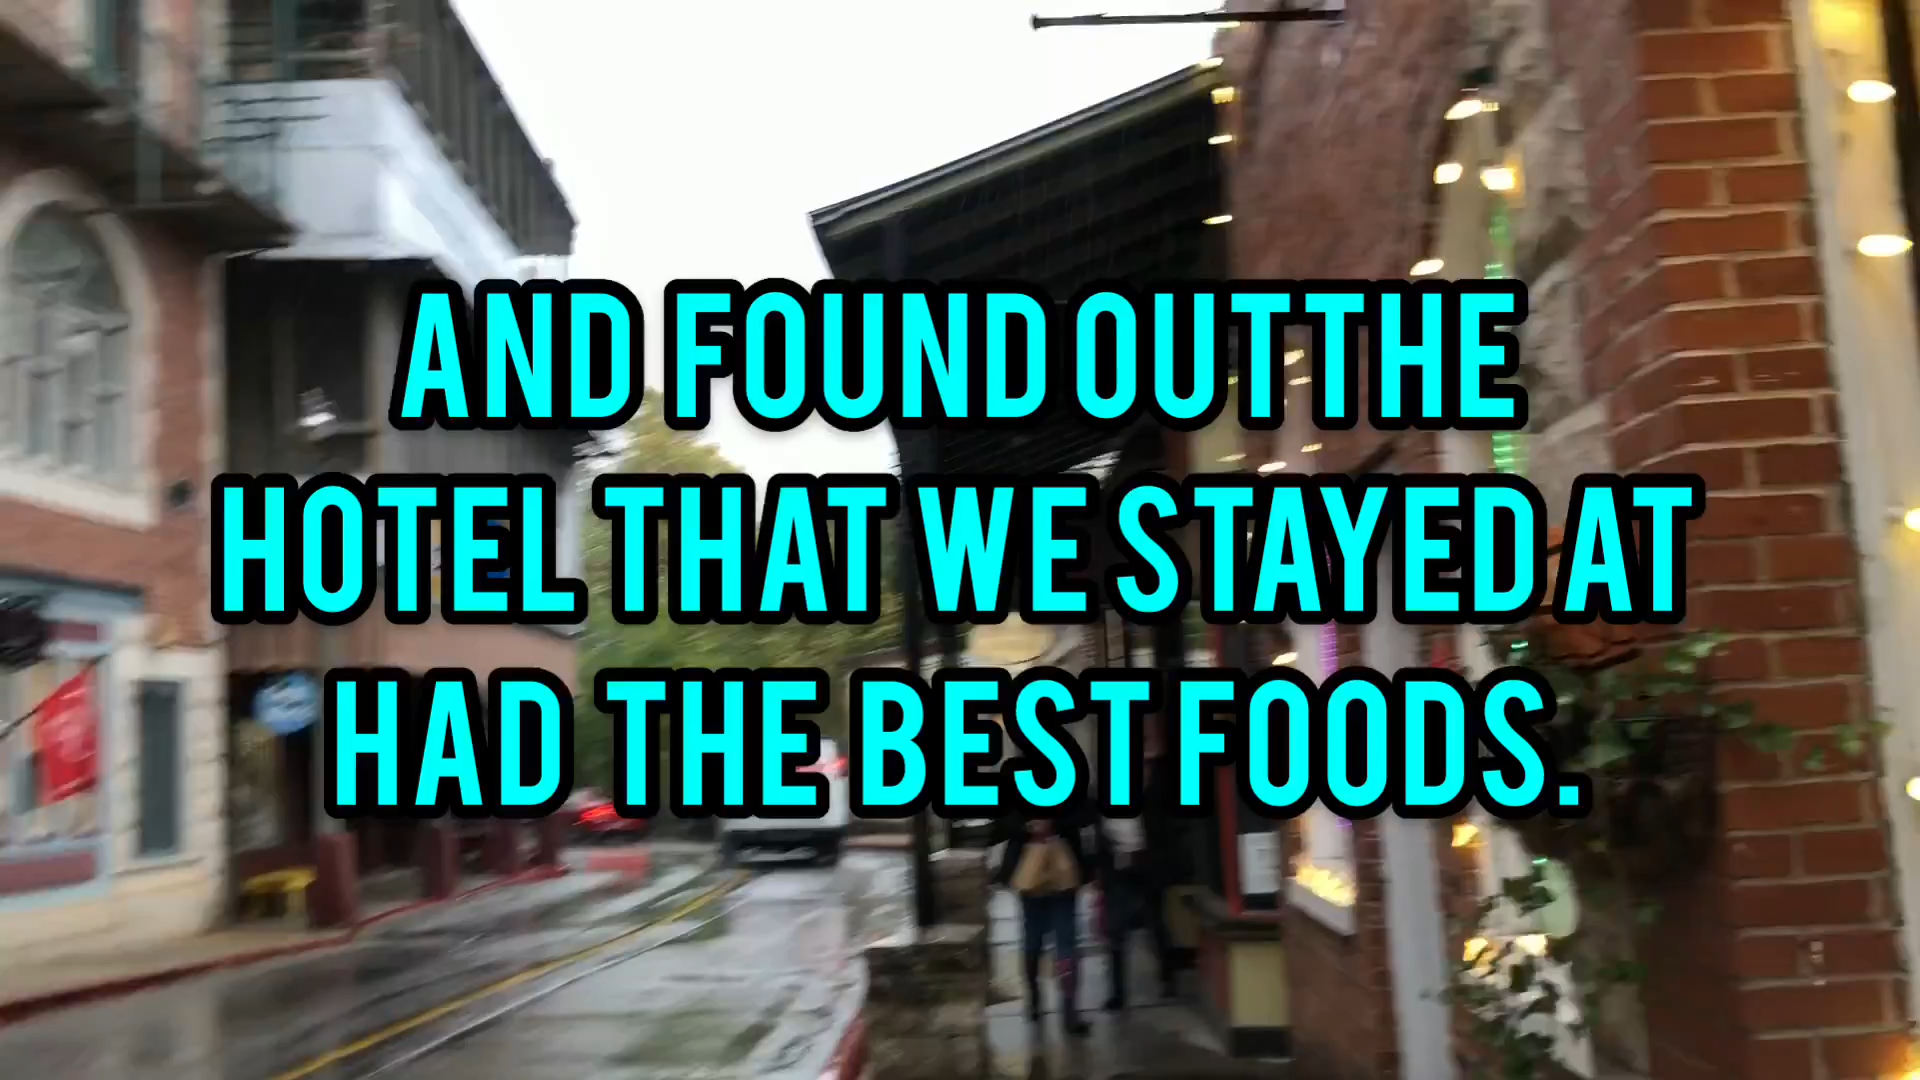 AND FOUND OUT THE
HOTEL THAT WE STAYED AT
HAD THE BEST FOODS.